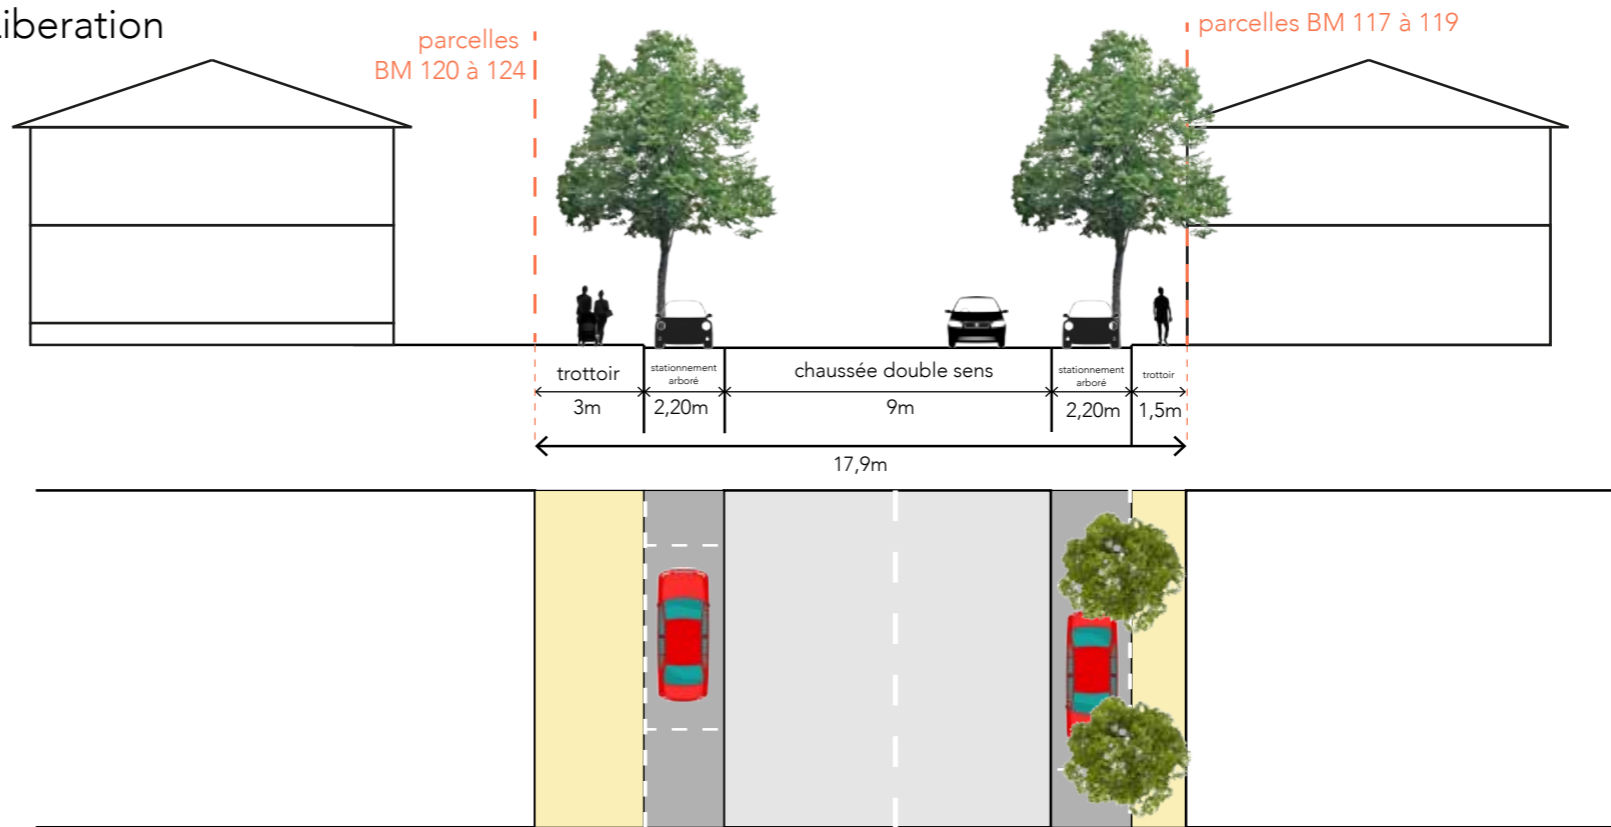 Liberation
parcelles
BM 120 à 124
parcelles BM 117 à 119
trottoir
stationnement
arboré
chaussée double sens
stationnement
arboré
trottoir
3m
2,20m
9m
2,20m
1,5m
17,9m